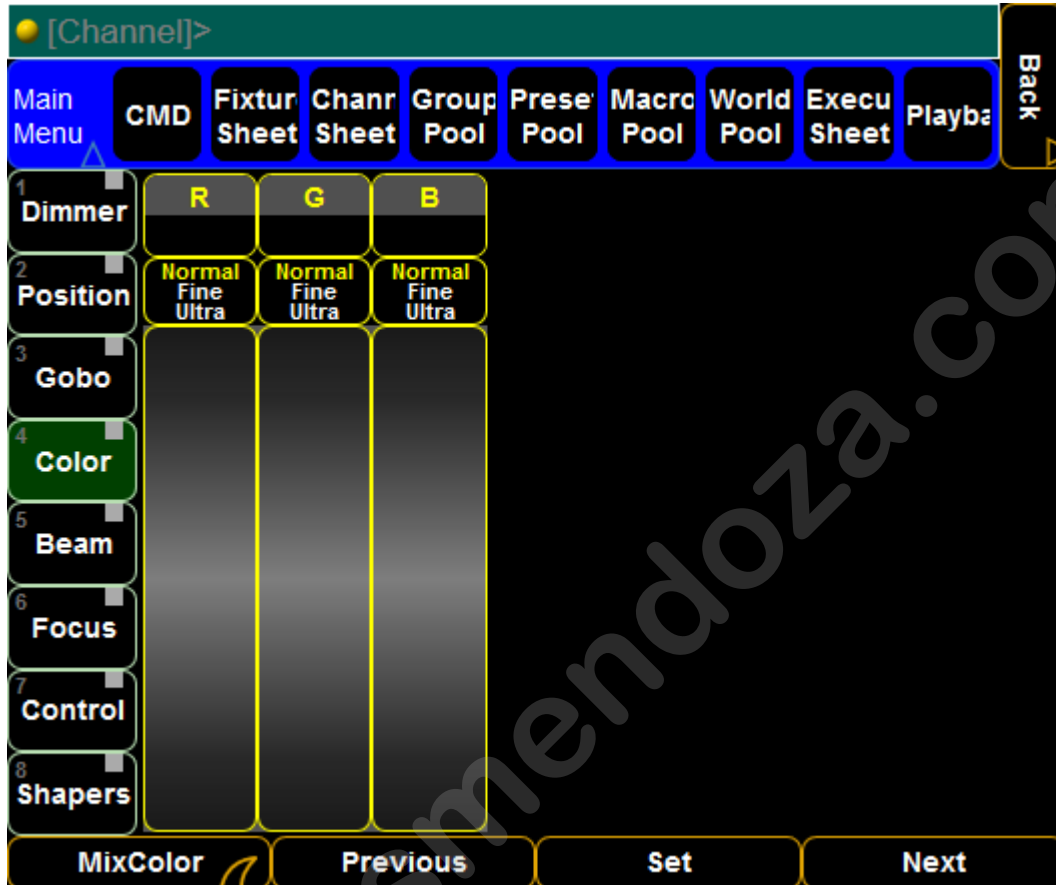 [Channel]>
Back
Main
Menu
CMD
Fixtur
Sheet
Chanr
Sheet
Group
Pool
Prese
Pool
Macro
Pool
World
Pool
Execu
Sheet
Playba
1
Dimmer
2
Position
3
Gobo
4
Color
5
Beam
6
Focus
7
Control
8
Shapers
R
G
B
Normal
Fine
Ultra
Normal
Fine
Ultra
Normal
Fine
Ultra
MixColor
Previous
Set
Next
smendoza.com